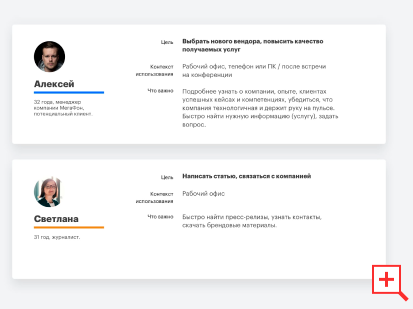 Алексей
32 года, менеджер
компании МегаФон,
потенциальный клиент.
Цель
Выбрать нового вендора, повысить качество
получаемых услуг
Контекст
использования
Рабочий офис, телефон или ПК / после встречи
на конференции
Что важно
Подробнее узнать о компании, опыте, клиентах
успешных кейсах и компетенциях, убедиться, что
компания технологичная и держит руку на пульсе.
Быстро найти нужную информацию (услугу), задать
вопрос.
Светлана
31 год, журналист.
Цель
Написать статью, связаться с компанией
Контекст
использования
Рабочий офис
Что важно
Быстро найти пресс-релизы, узнать контакты,
скачать брендовые материалы.